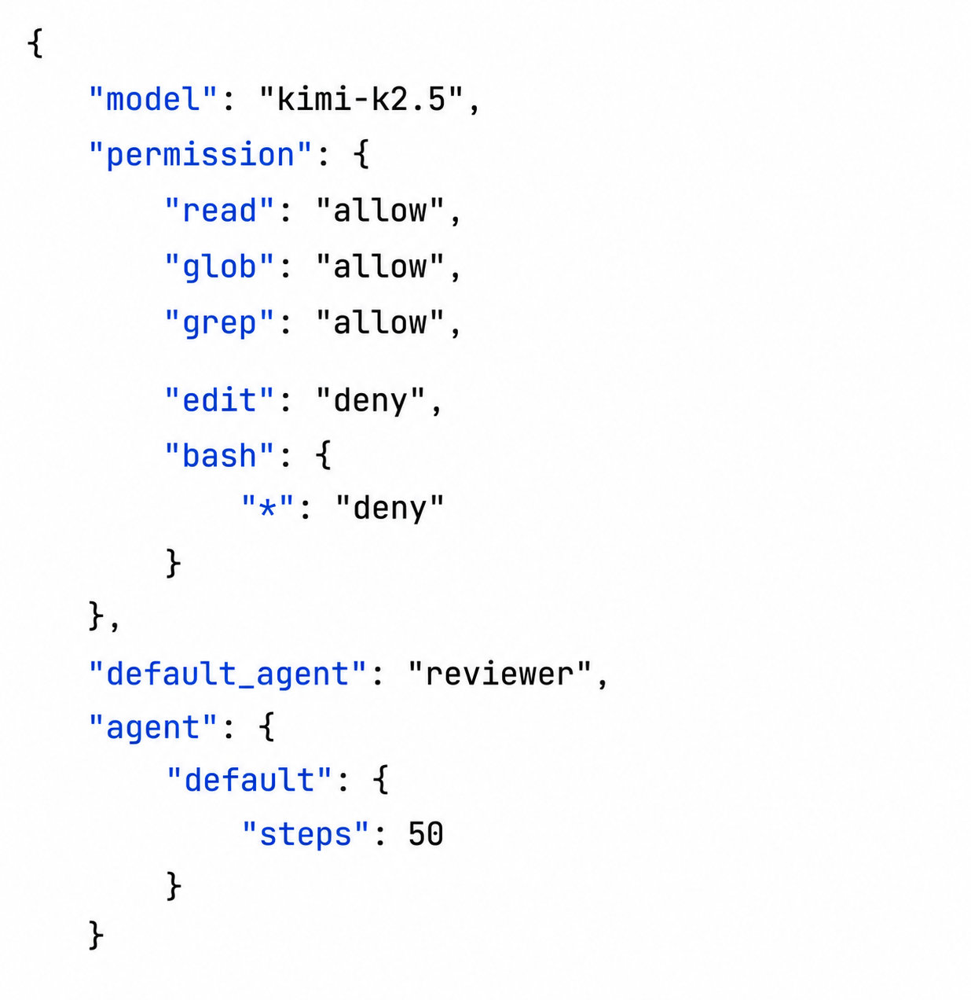 {
    "model": "kimi-k2.5",
    "permission": {
        "read": "allow",
        "glob": "allow",
        "grep": "allow",
        "edit": "deny",
        "bash": {
            "*": "deny"
        }
    },
    "default_agent": "reviewer",
    "agent": {
        "default": {
            "steps": 50
        }
    }